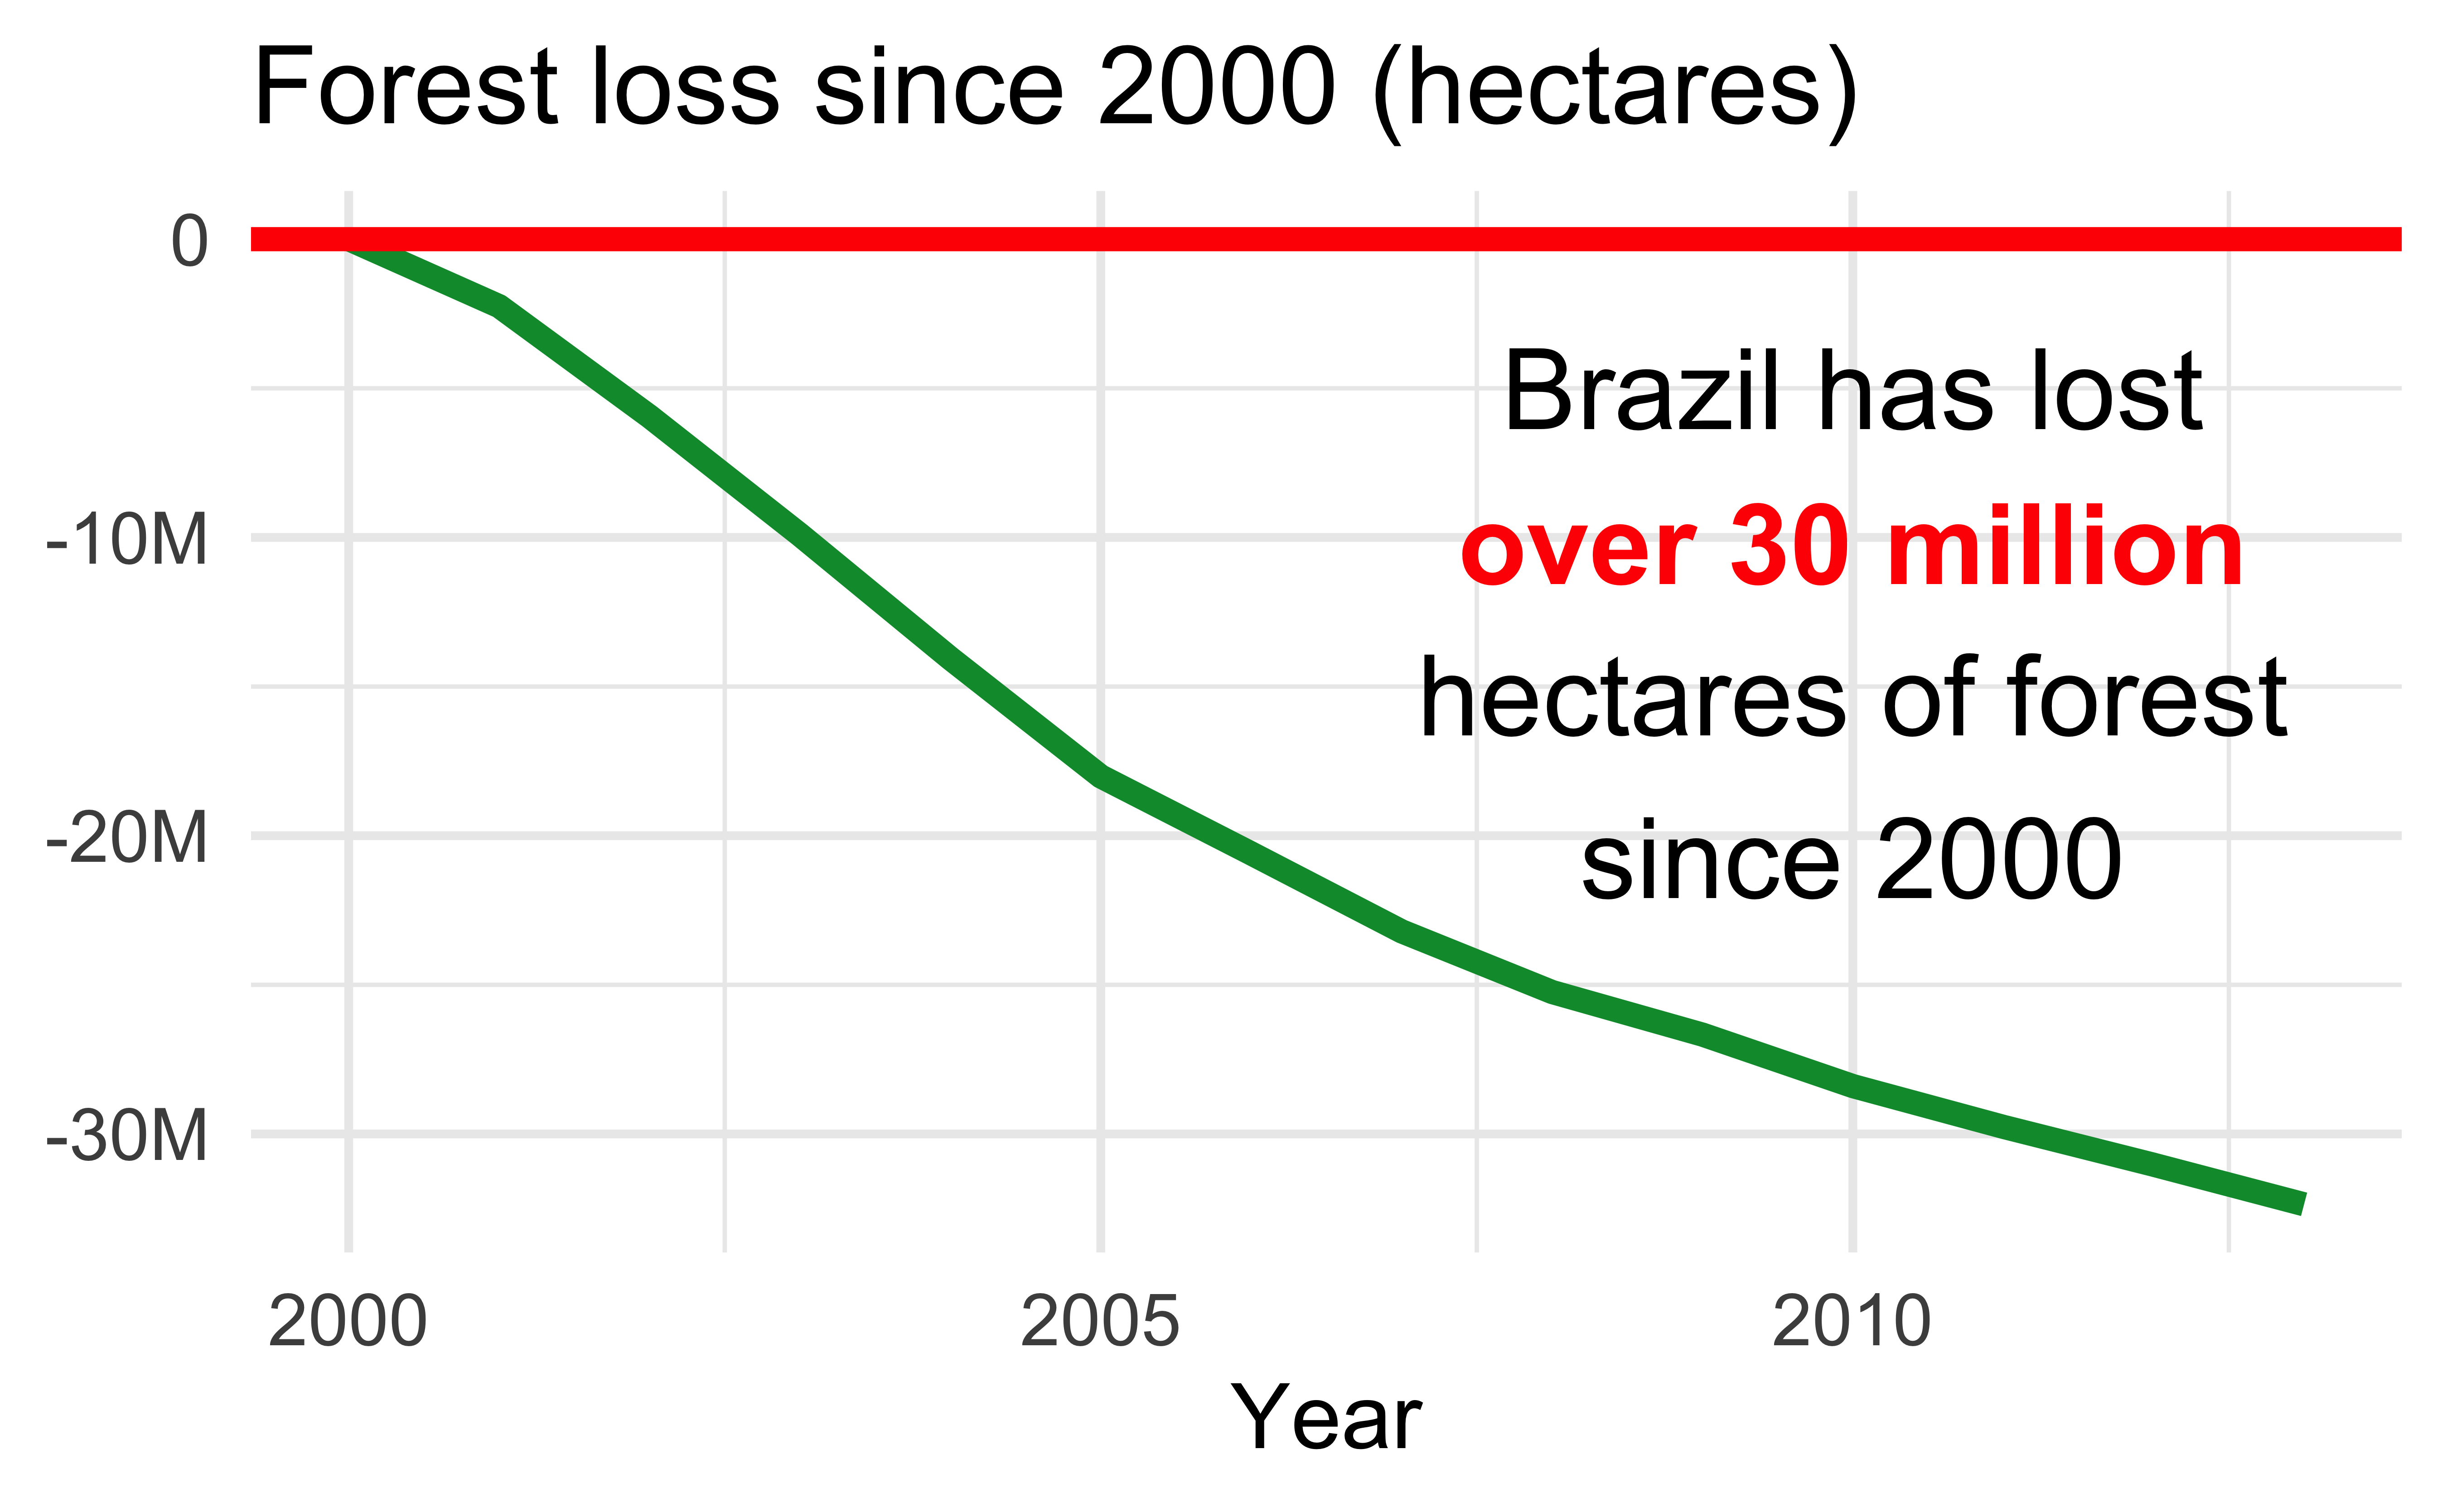 Forest loss since 2000 (hectares)
0
Brazil has lost
over 30 million
-10M
hectares of forest
-20M
since 2000
-30M
2000 2005 2010
Year